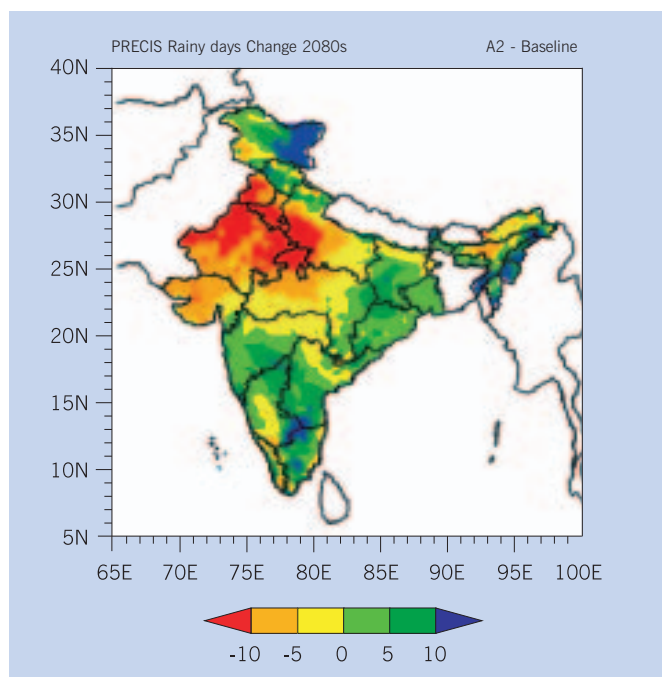 PRECIS Rainy days Change 2080s A2 - Baseline
40N
35N
30N
25N
20N
15N
10N
5N
65E 70E 75E 80E 85E 90E 95E 100E
-10 -5 0 5 10